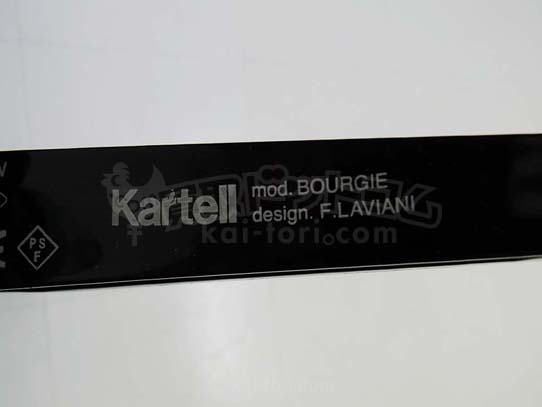 Kartell
mod. BOURGIE
design. F.LAVIANI
PS
F
kai-tori.com